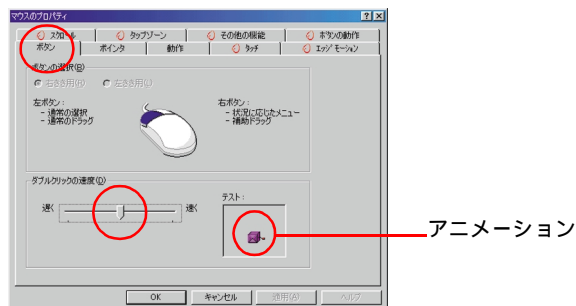 マウスのプロパティ
スクロール タップゾーン その他の機能 ボタンの動作
ボタン ポインタ 動作 タッチ エッジ モーション
ボタンの選択(B)
右きき用(R) 左きき用(L)
左ボタン:
- 通常の選択
- 通常のドラッグ
右ボタン:
- 状況に応じたメニュー
- 補助ドラッグ
ダブルクリックの速度(D)
遅く 速く
テスト:
アニメーション
OK キャンセル 適用(A) ヘルプ